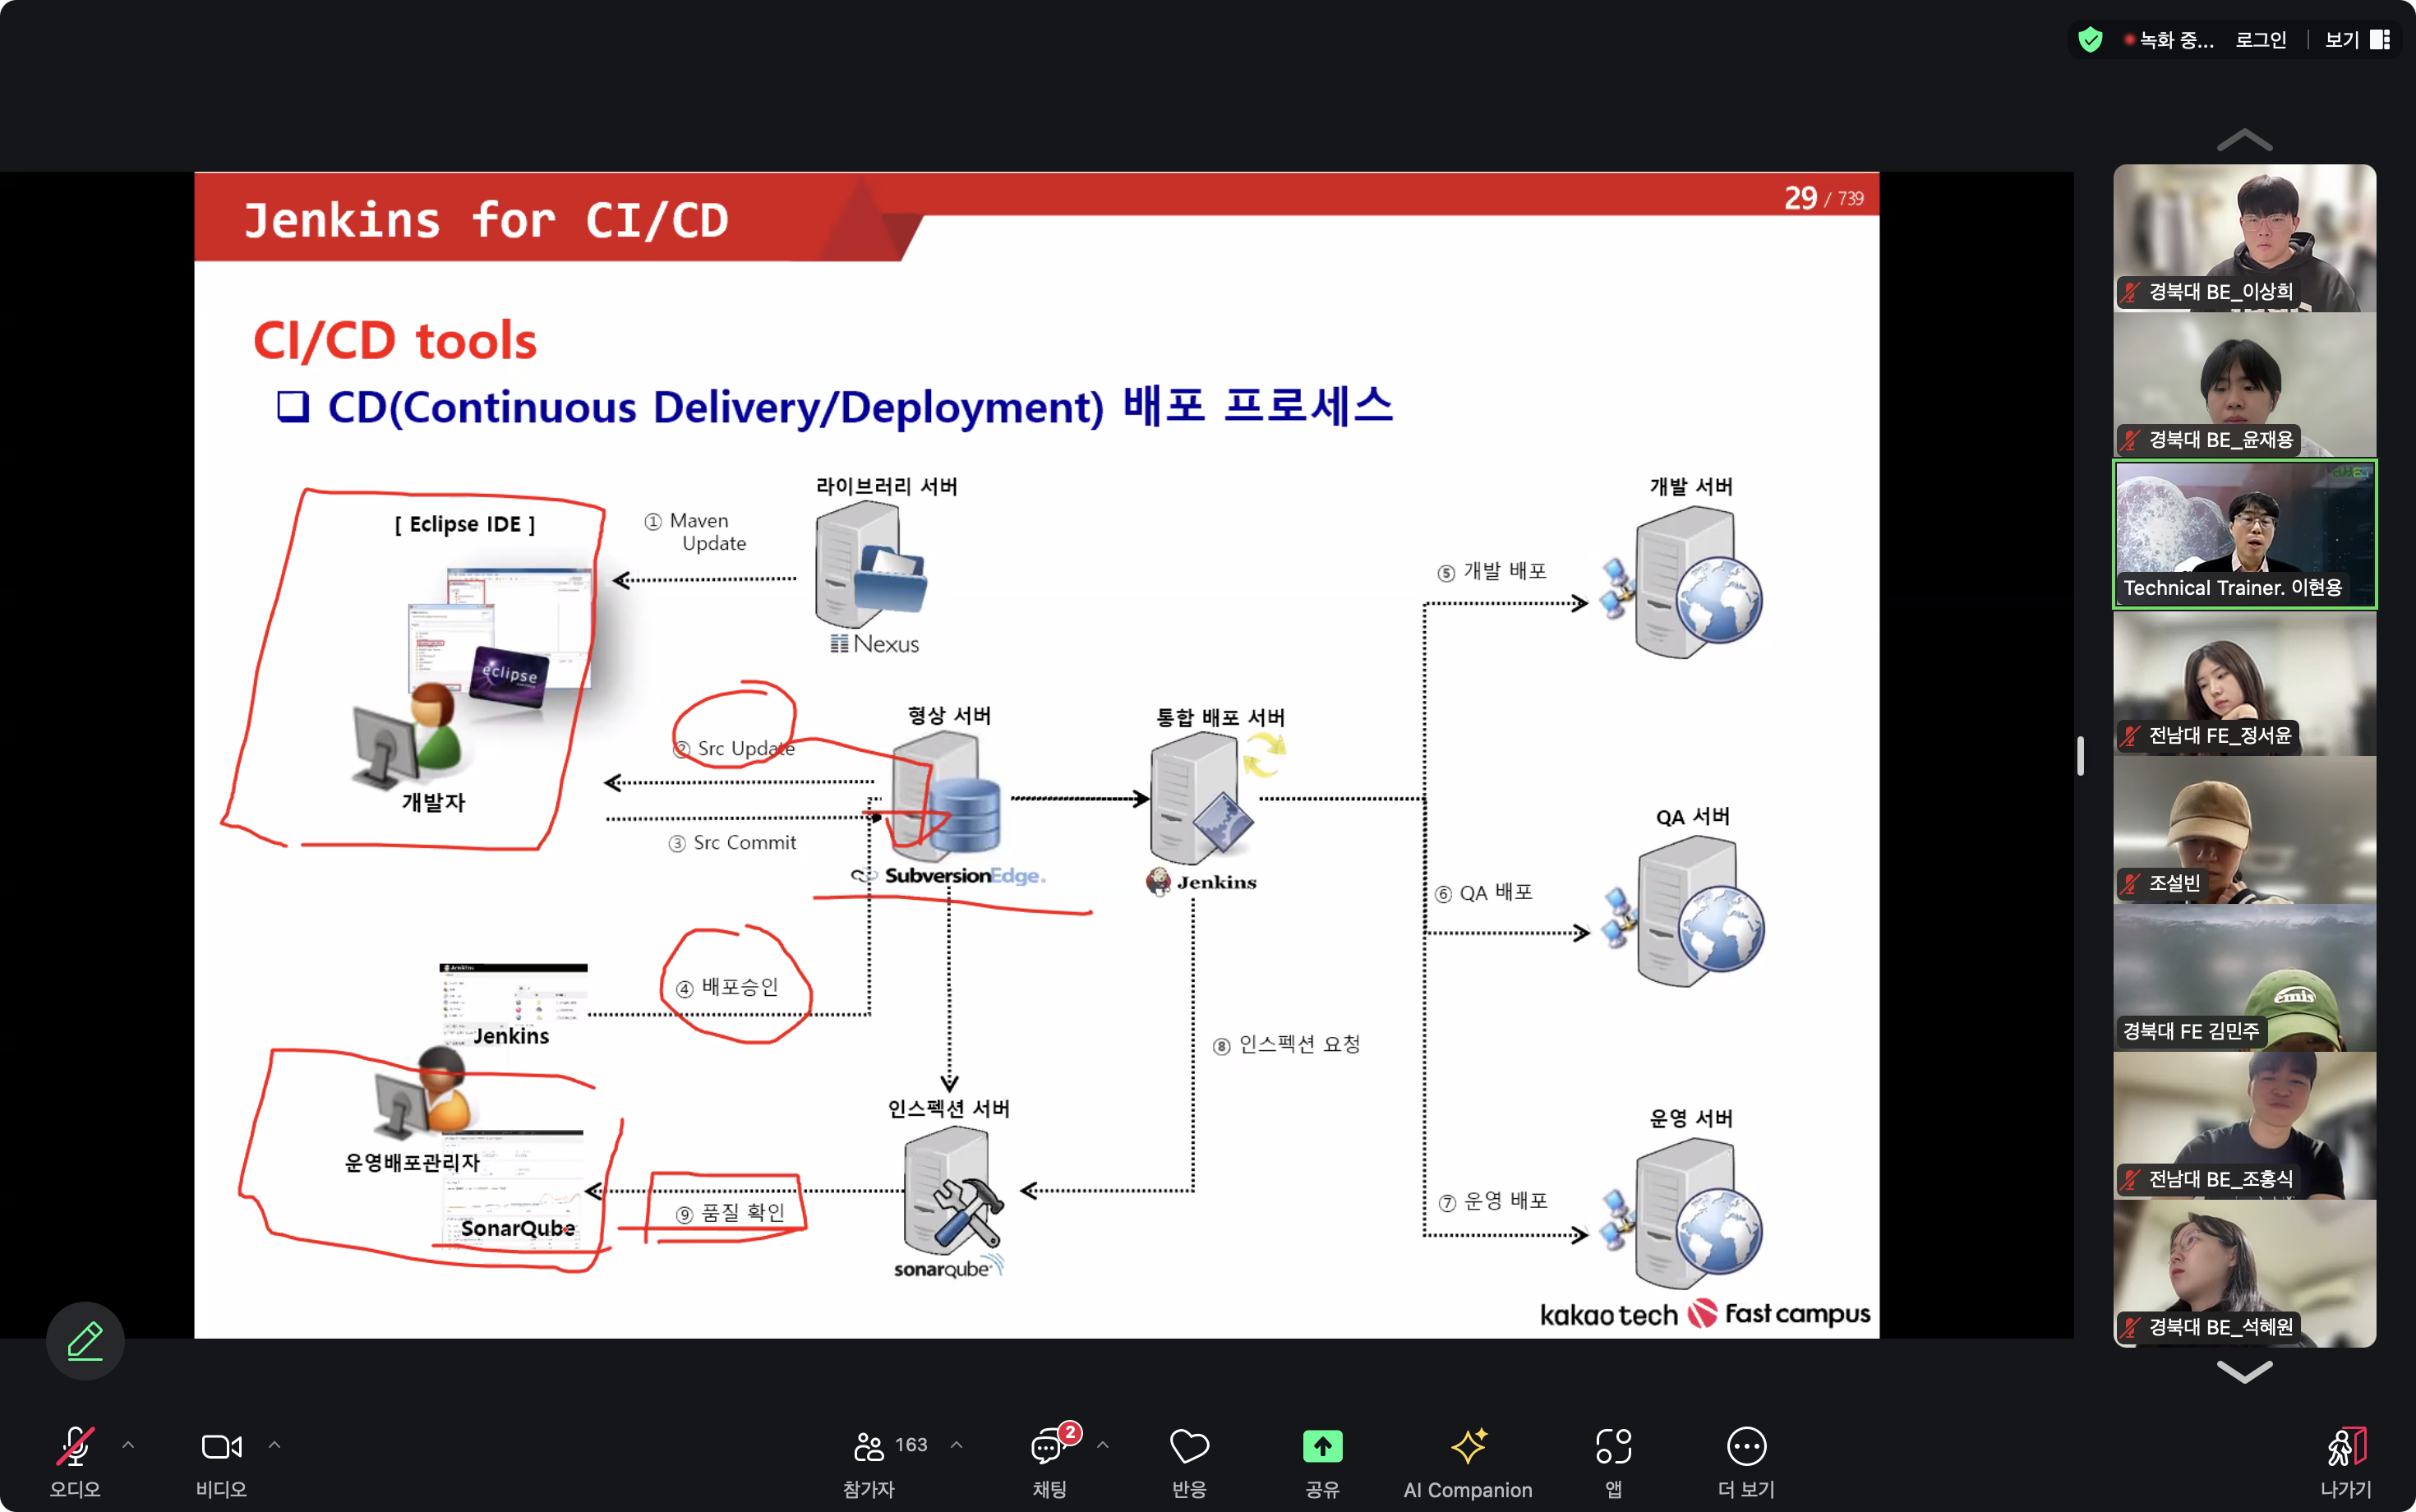 녹화 중...
로그인
보기
Jenkins for CI/CD
29 / 739
CI/CD tools
❑ CD(Continuous Delivery/Deployment) 배포 프로세스
[ Eclipse IDE ]
eclipse
개발자
① Maven
Update
라이브러리 서버
Nexus
② Src Update
③ Src Commit
형상 서버
SubversionEdge.
통합 배포 서버
Jenkins
⑤ 개발 배포
개발 서버
⑥ QA 배포
QA 서버
⑦ 운영 배포
운영 서버
Jenkins
Jenkins
④ 배포승인
운영배포관리자
SonarQube
⑨ 품질 확인
인스펙션 서버
sonarqube
⑧ 인스펙션 요청
kakao tech Fast campus
경북대 BE_이상희
경북대 BE_윤재용
Technical Trainer. 이현용
전남대 FE_정서윤
조설빈
emis
경북대 FE 김민주
전남대 BE_조홍식
경북대 BE_석혜원
오디오
비디오
163
참가자
2
채팅
반응
공유
AI Companion
앱
더 보기
나가기